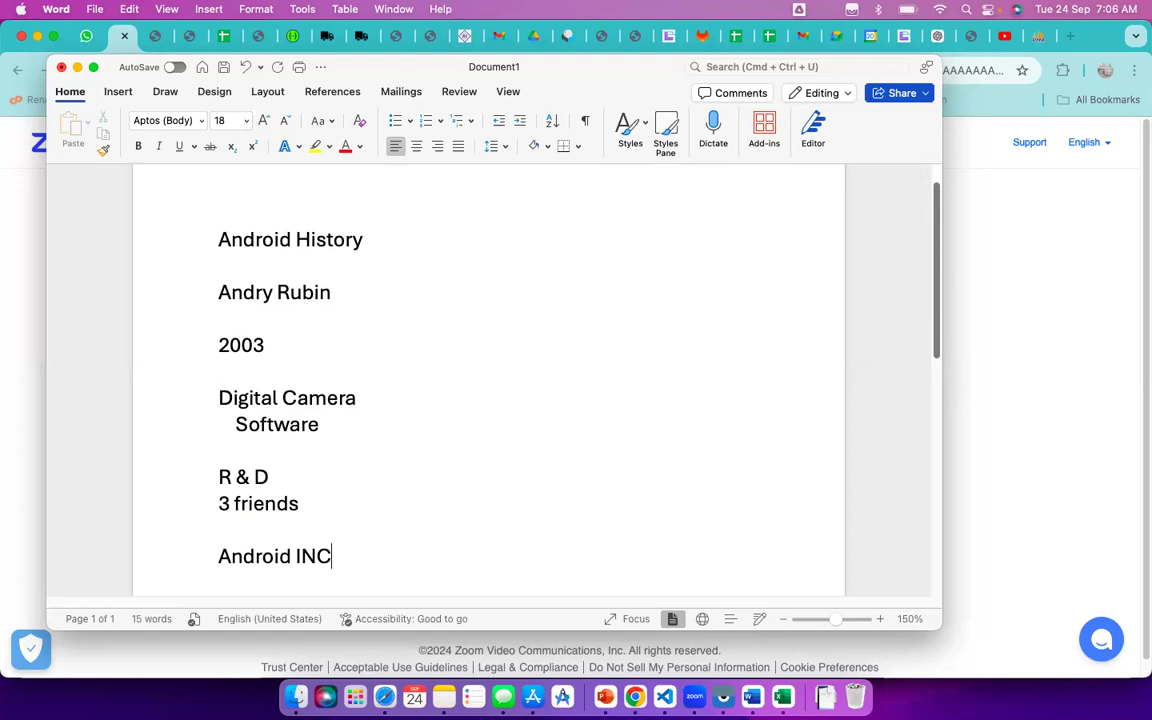 Word File Edit View Insert Format Tools Table Window Help Tue 24 Sep 7:06 AM
AutoSave Document1 Search (Cmd + Ctrl + U) AAAAAAA...
Home Insert Draw Design Layout References Mailings Review View Comments Editing Share All Bookmarks
Aptos (Body) 18
Paste Styles Styles Pane Dictate Add-ins Editor
Support English
Android History
Andry Rubin
2003
Digital Camera
Software
R & D
3 friends
Android INC
Page 1 of 1 15 words English (United States) Accessibility: Good to go Focus 150%
©2024 Zoom Video Communications, Inc. All rights reserved.
Trust Center | Acceptable Use Guidelines | Legal & Compliance | Do Not Sell My Personal Information | Cookie Preferences
SEP
24
zoom